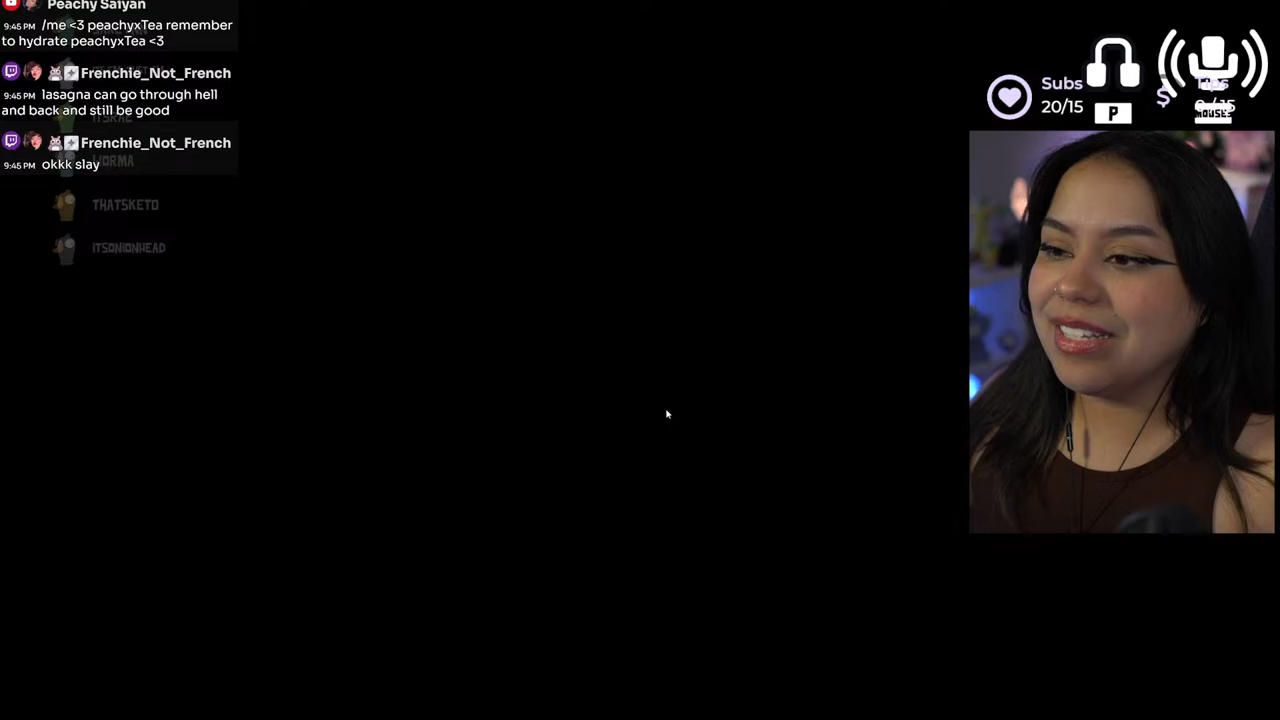 Peachy Saiyan
9:45 PM /me <3 peachyxTea remember
to hydrate peachyxTea <3
Frenchie_Not_French
9:45 PM lasagna can go through hell
and back and still be good
Frenchie_Not_French
9:45 PM okkk slay
THATSKETO
ITSONIONHEAD
Subs
20/15
Tips
P